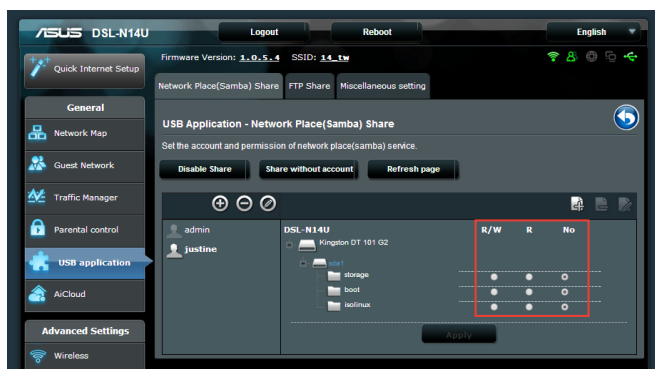 ASUS DSL-N14U Logout Reboot English
Quick Internet Setup
Firmware Version: 1.0.5.4 SSID: 14_tw
Network Place(Samba) Share FTP Share Miscellaneous setting
General
Network Map
Guest Network
Traffic Manager
Parental control
USB application
AiCloud
Advanced Settings
Wireless
USB Application - Network Place(Samba) Share
Set the account and permission of network place(samba) service.
Disable Share Share without account Refresh page
admin
justine
DSL-N14U R/W R No
Kingston DT 101 G2
sda1
storage
boot
isolinux
Apply